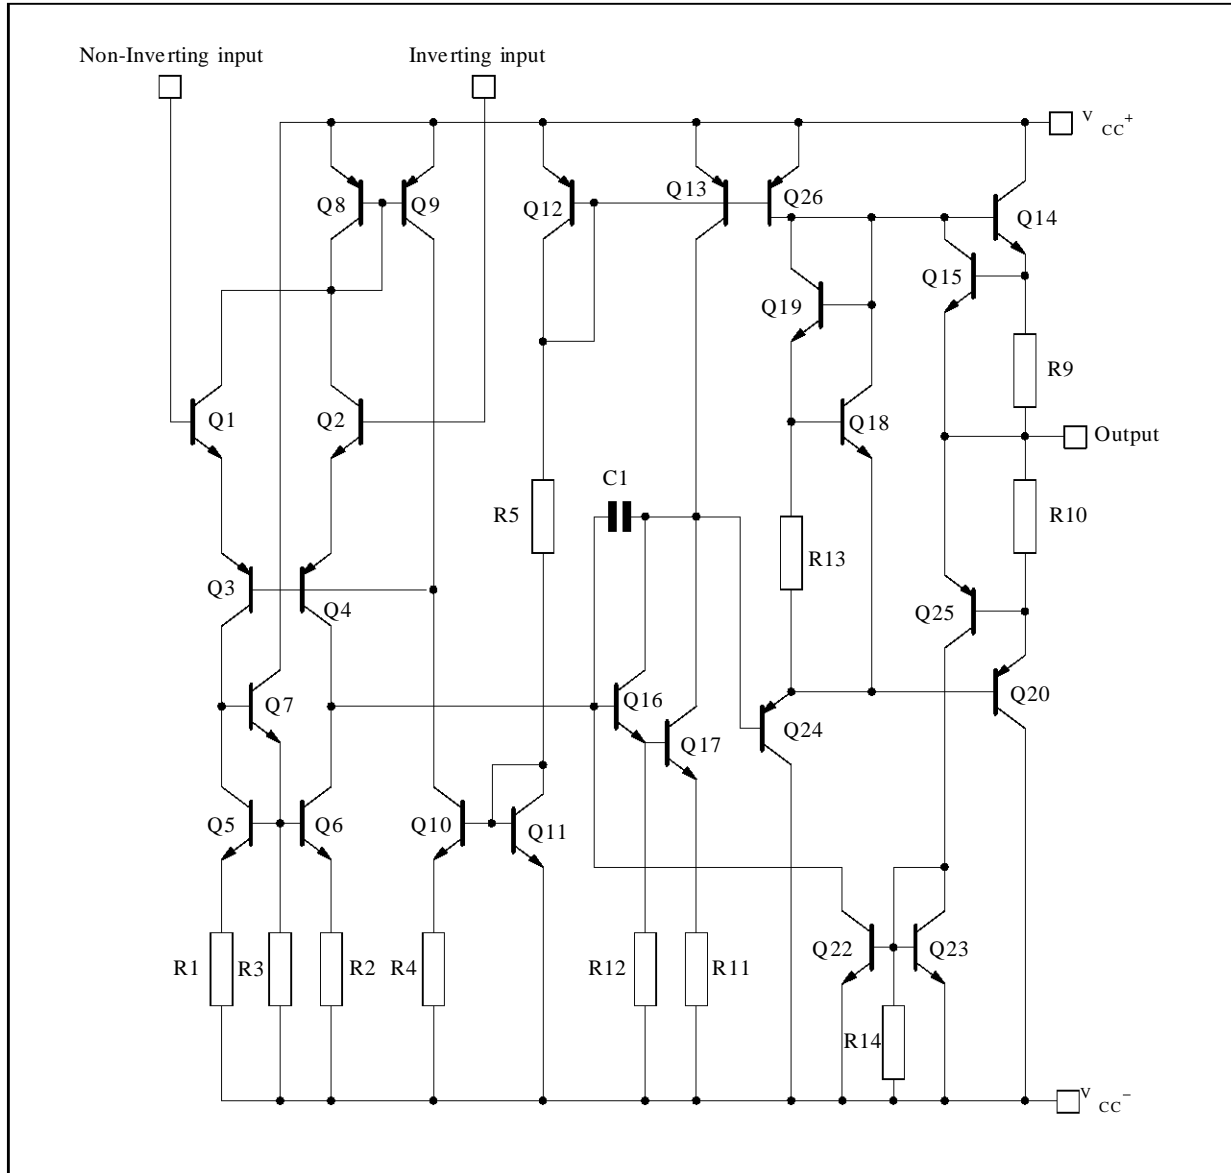 Non-Inverting input
Inverting input
V CC+
Q8
Q9
Q12
Q13
Q26
Q14
Q15
Q19
R9
Q1
Q2
Q18
Output
C1
R5
R10
R13
Q3
Q4
Q25
Q7
Q16
Q20
Q17
Q24
Q5
Q6
Q10
Q11
Q22
Q23
R1
R3
R2
R4
R12
R11
R14
V CC−